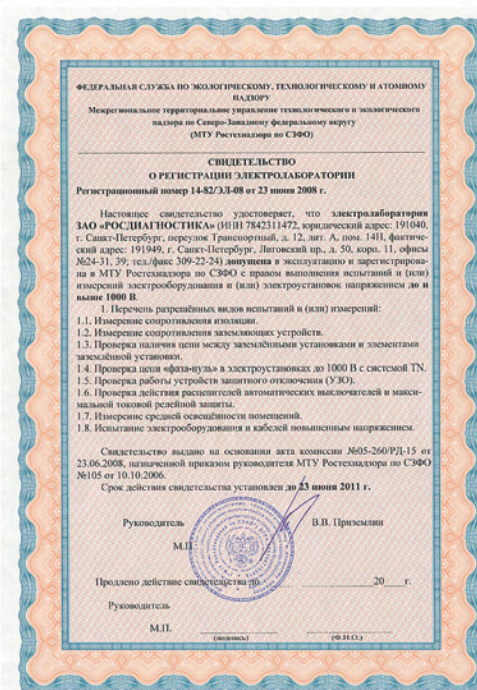 ФЕДЕРАЛЬНАЯ СЛУЖБА ПО ЭКОЛОГИЧЕСКОМУ, ТЕХНОЛОГИЧЕСКОМУ И АТОМНОМУ
НАДЗОРУ
Межрегиональное территориальное управление технологического и экологического
надзора по Северо-Западному федеральному округу
(МТУ Ростехнадзора по СЗФО)
СВИДЕТЕЛЬСТВО
О РЕГИСТРАЦИИ ЭЛЕКТРОЛАБОРАТОРИИ
Регистрационный номер 14-82/ЭЛ-08 от 23 июня 2008 г.
Настоящее свидетельство удостоверяет, что электролаборатория
ЗАО «РОСДИАГНОСТИКА» (ИНН 7842311472, юридический адрес: 191040,
г. Санкт-Петербург, переулок Транспортный, д. 12, лит. А, пом. 14Н, фактиче-
ский адрес: 191949, г. Санкт-Петербург, Лиговский пр., д. 50, корп. 11, офисы
№24-31, 39; тел./факс 309-22-24) допущена в эксплуатацию и зарегистрирова-
на в МТУ Ростехнадзора по СЗФО с правом выполнения испытаний и (или)
измерений электрооборудования и (или) электроустановок напряжением до и
выше 1000 В.
1. Перечень разрешённых видов испытаний и (или) измерений:
1.1. Измерение сопротивления изоляции.
1.2. Измерение сопротивления заземляющих устройств.
1.3. Проверка наличия цепи между заземлёнными установками и элементами
заземлённой установки.
1.4. Проверка цепи «фаза-нуль» в электроустановках до 1000 В с системой TN.
1.5. Проверка работы устройств защитного отключения (УЗО).
1.6. Проверка действия расцепителей автоматических выключателей и макси-
мальной токовой релейной защиты.
1.7. Измерение средней освещённости помещений.
1.8. Испытание электрооборудования и кабелей повышенным напряжением.
Свидетельство выдано на основании акта комиссии №05-260/РД-15 от
23.06.2008, назначенной приказом руководителя МТУ Ростехнадзора по СЗФО
№105 от 10.10.2006.
Срок действия свидетельства установлен до 23 июня 2011 г.
Руководитель В.В. Приземлин
М.П.
Продлено действие свидетельства до 20 г.
Руководитель
М.П.
(подпись) (Ф.И.О.)